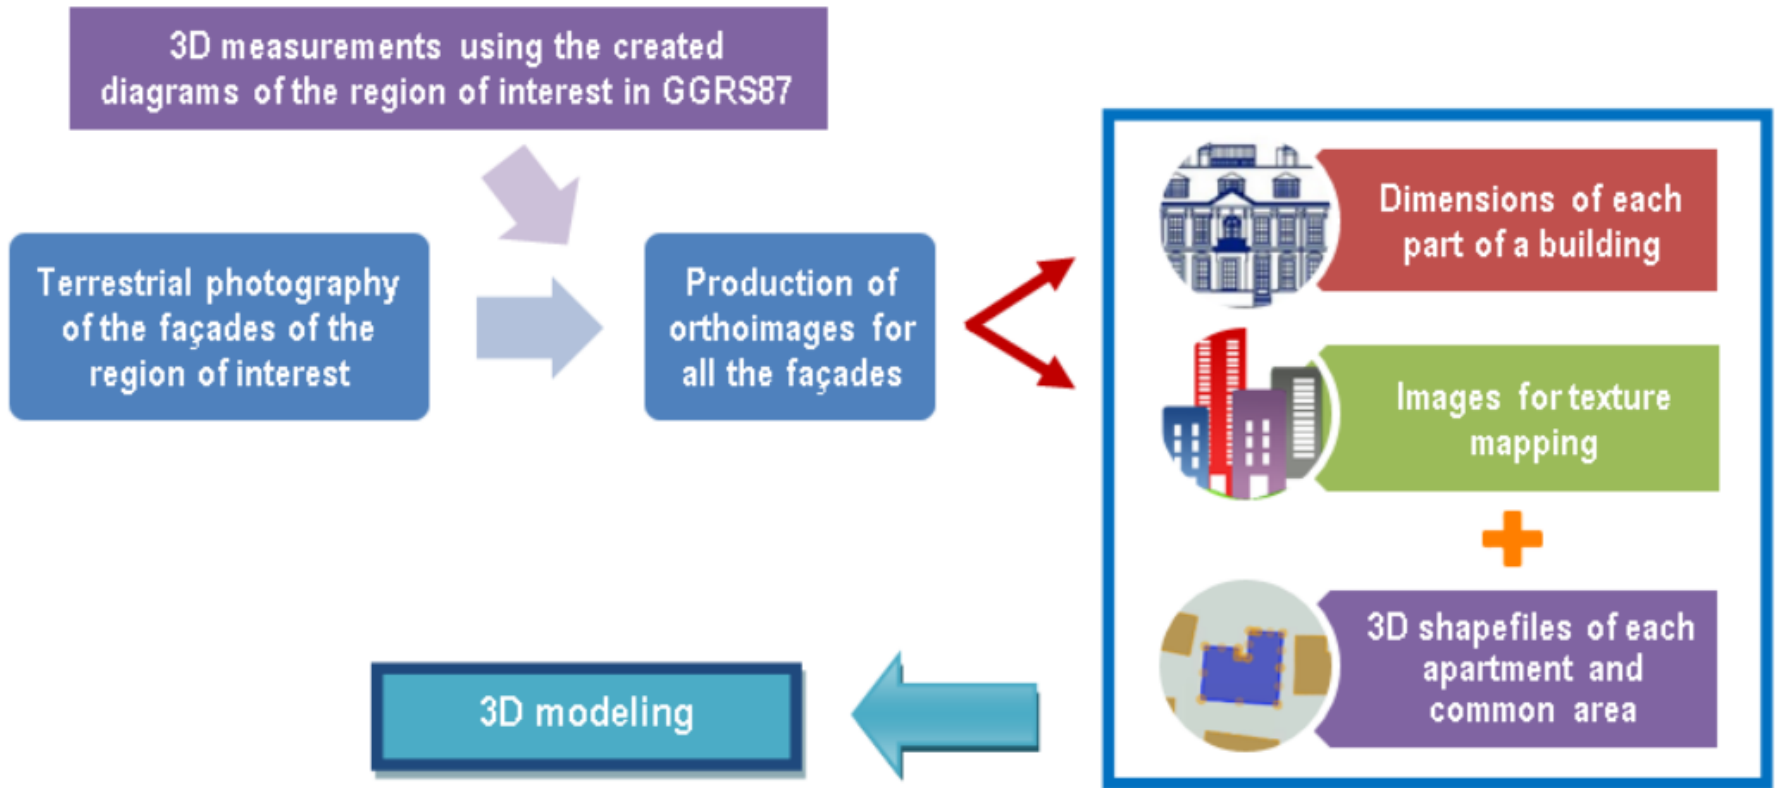 3D measurements using the created
diagrams of the region of interest in GGRS87
Terrestrial photography
of the façades of the
region of interest
Production of
orthoimages for
all the façades
Dimensions of each
part of a building
Images for texture
mapping
3D shapefiles of each
apartment and
common area
3D modeling